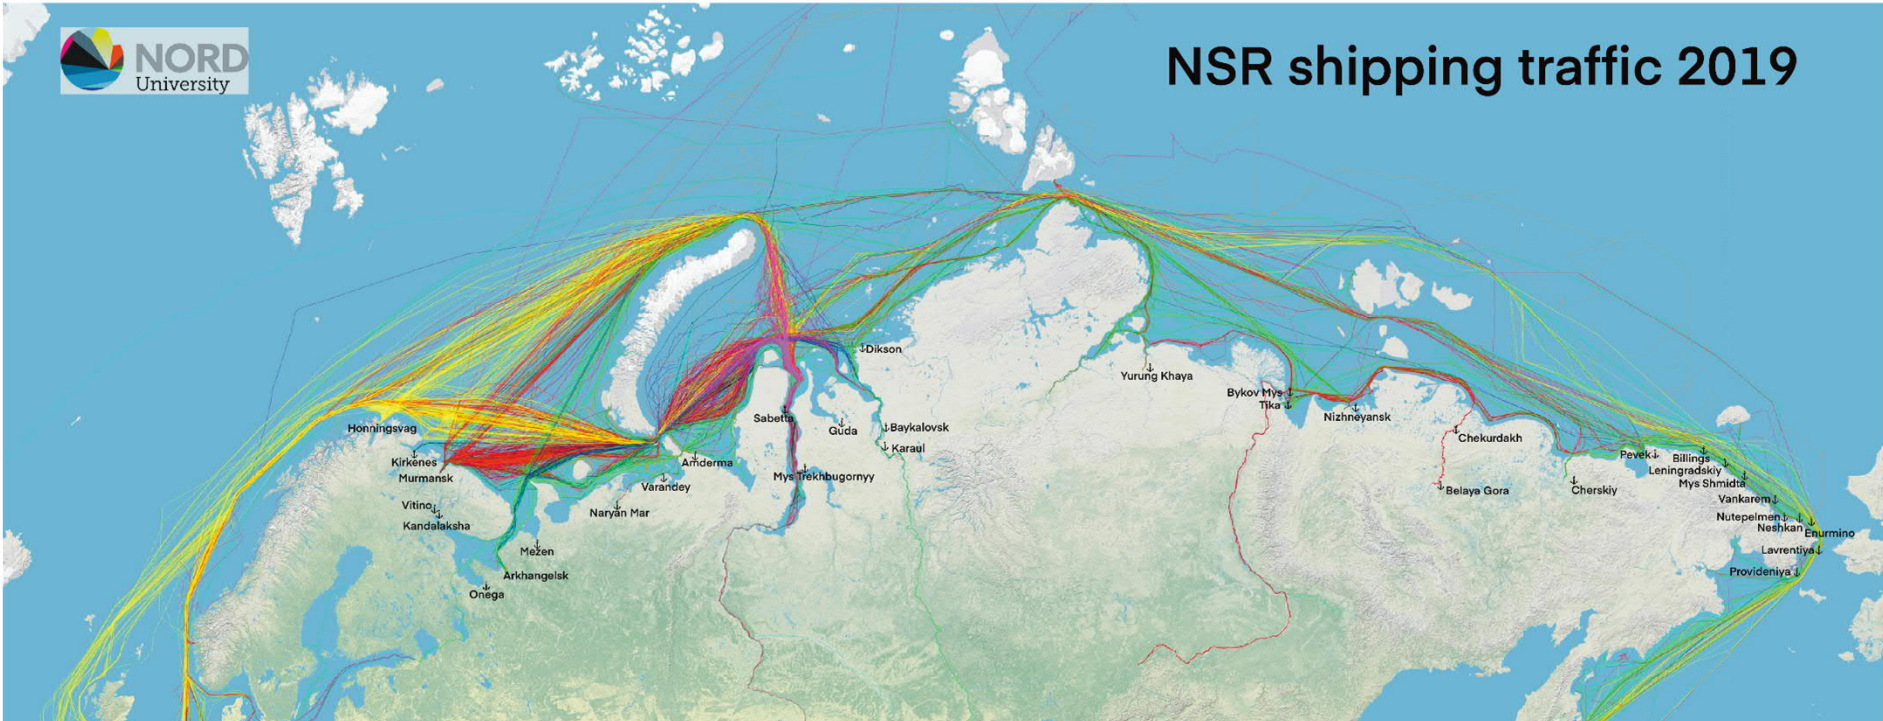 NORD
University
NSR shipping traffic 2019
Dikson
Yurung Khaya
Bykov Mys
Tika
Nizhneyansk
Sabetta
Guda
Baykalovsk
Karaul
Honningsvag
Kirkenes
Murmansk
Amderma
Varandey
Mys Trekhbugornyy
Naryan Mar
Vitino
Kandalaksha
Mezen
Arkhangelsk
Onega
Chekurdakh
Belaya Gora
Cherskiy
Pevek
Billings
Leningradskiy
Mys Shmidta
Vankarem
Nutepelmen
Neshkan
Enurmino
Lavrentiya
Provideniya